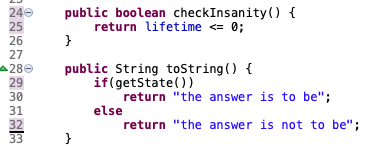 24 public boolean checkInsanity() {
25 return lifetime <= 0;
26 }
27
28 public String toString() {
29 if(getState())
30 return "the answer is to be";
31 else
32 return "the answer is not to be";
33 }